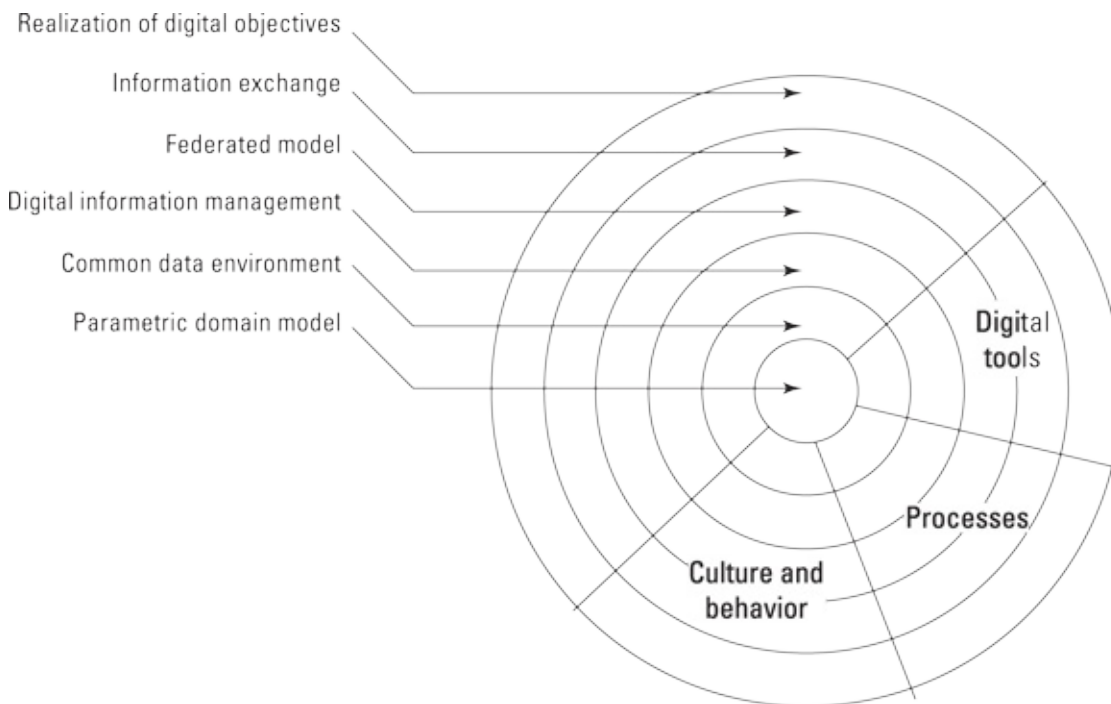 Realization of digital objectives
Information exchange
Federated model
Digital information management
Common data environment
Parametric domain model
Digital
tools
Processes
Culture and
behavior